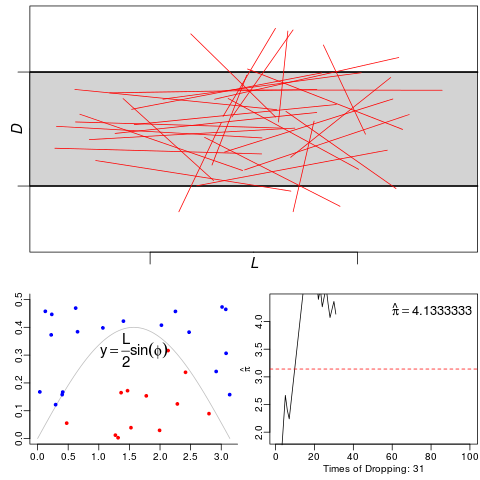 D
L
y = L/2 sin(ϕ)
0.0 0.1 0.2 0.3 0.4 0.5
0.0 0.5 1.0 1.5 2.0 2.5 3.0
π̂ = 4.1333333
π̂
2.0 2.5 3.0 3.5 4.0
0 20 40 60 80 100
Times of Dropping: 31